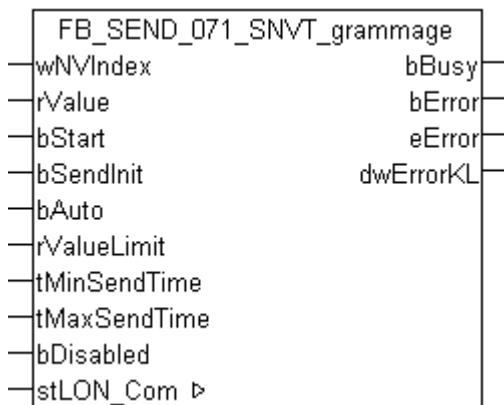 FB_SEND_071_SNVT_grammage
wNVIndex bBusy
rValue bError
bStart eError
bSendInit dwErrorKL
bAuto
rValueLimit
tMinSendTime
tMaxSendTime
bDisabled
stLON_Com ▷